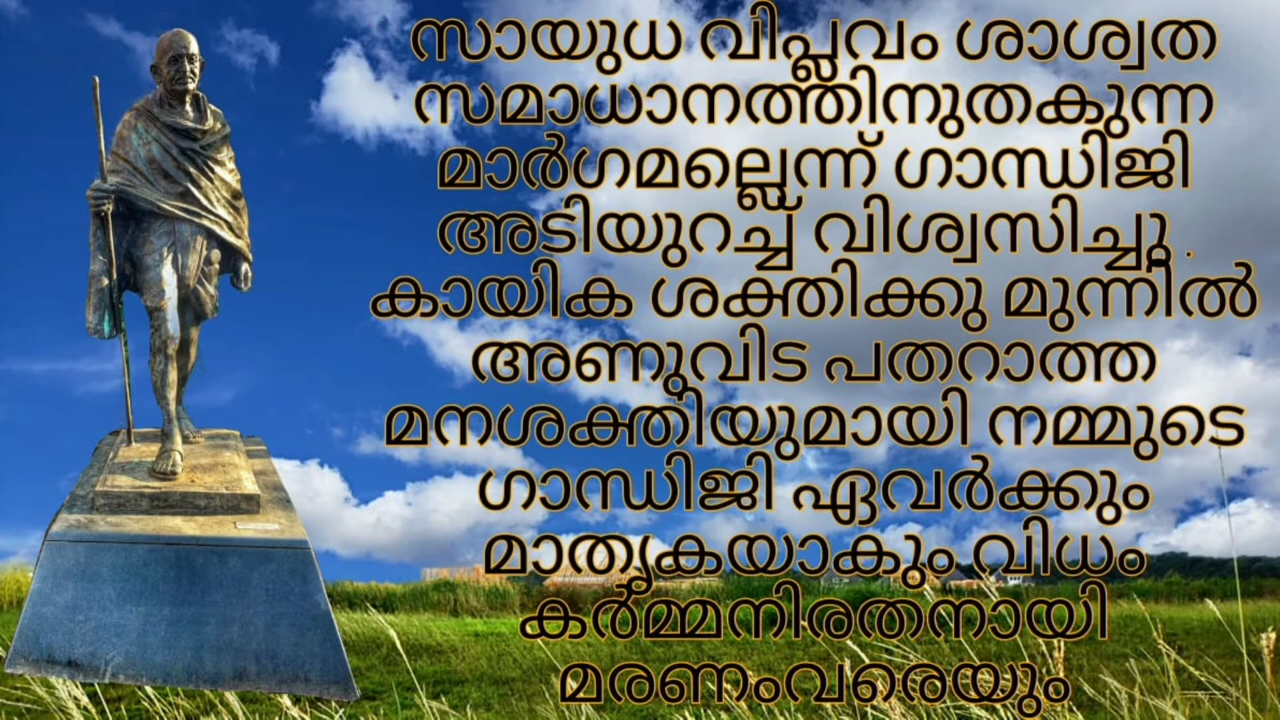 സായുധ വിപ്ലവം ശാശ്വത
സമാധാനത്തിനുതകുന്ന
മാർഗമല്ലെന്ന് ഗാന്ധിജി
അടിയുറച്ച് വിശ്വസിച്ചു .
കായിക ശക്തിക്കു മുന്നിൽ
അണുവിട പതറാത്ത
മനശക്തിയുമായി നമ്മുടെ
ഗാന്ധിജി ഏവർക്കും
മാതൃകയാകും വിധം
കർമ്മനിരതനായി
മരണംവരെയും